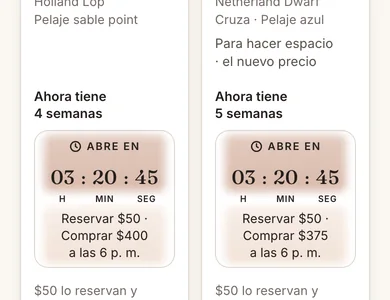 Holland Lop
Pelaje sable point
Ahora tiene
4 semanas
ABRE EN
03 : 20 : 45
H MIN SEG
Reservar $50 ·
Comprar $400
a las 6 p. m.
$50 lo reservan y
Netherland Dwarf
Cruza · Pelaje azul
Para hacer espacio
· el nuevo precio
Ahora tiene
5 semanas
ABRE EN
03 : 20 : 45
H MIN SEG
Reservar $50 ·
Comprar $375
a las 6 p. m.
$50 lo reservan y